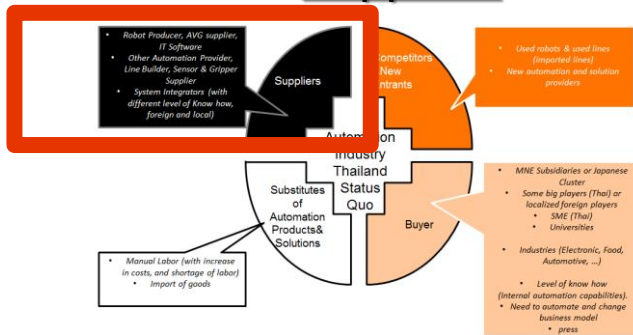 • Robot Producer, AVG supplier,
IT Software
• Other Automation Provider,
Line Builder, Sensor & Gripper
Supplier
• System Integrators (with
different level of Know how,
foreign and local)
Suppliers
Competitors
New
• Used robots & used lines
(imported lines)
• New automation and solution
providers
Industry
Thailand
Status
Quo
Substitutes
of
Automation
Products&
Solutions
Buyer
• MNE Subsidiaries or Japanese
Cluster
• Some big players (Thai) or
localized foreign players
• SME (Thai)
• Universities
• Industries (Electronic, Food,
Automotive, ...)
• Level of know how
(Internal automation capabilities).
• Need to automate and change
business model
• press
• Manual Labor (with increase
in costs, and shortage of labor)
• Import of goods